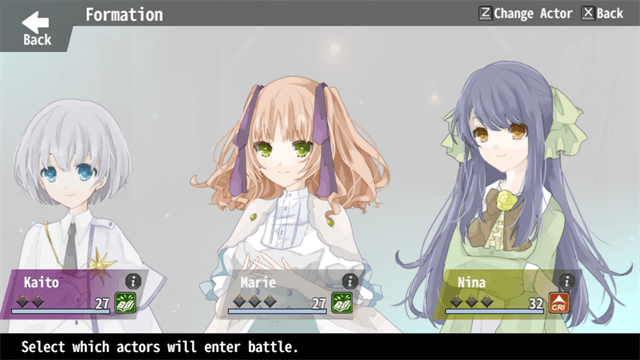 Back
Formation
Z Change Actor
X Back
Kaito
i
27
Marie
i
27
Nina
i
32
CRI
Select which actors will enter battle.